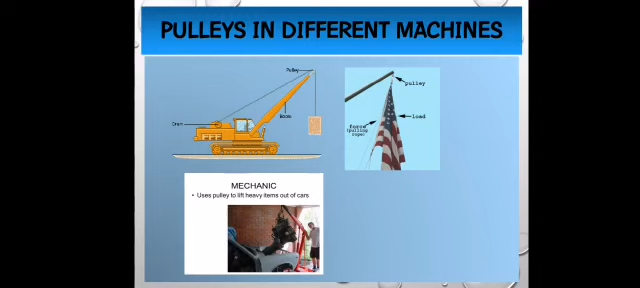 PULLEYS IN DIFFERENT MACHINES
Pulley
Boom
Drum
pulley
load
Force
(pulling
rope)
MECHANIC
• Uses pulley to lift heavy items out of cars